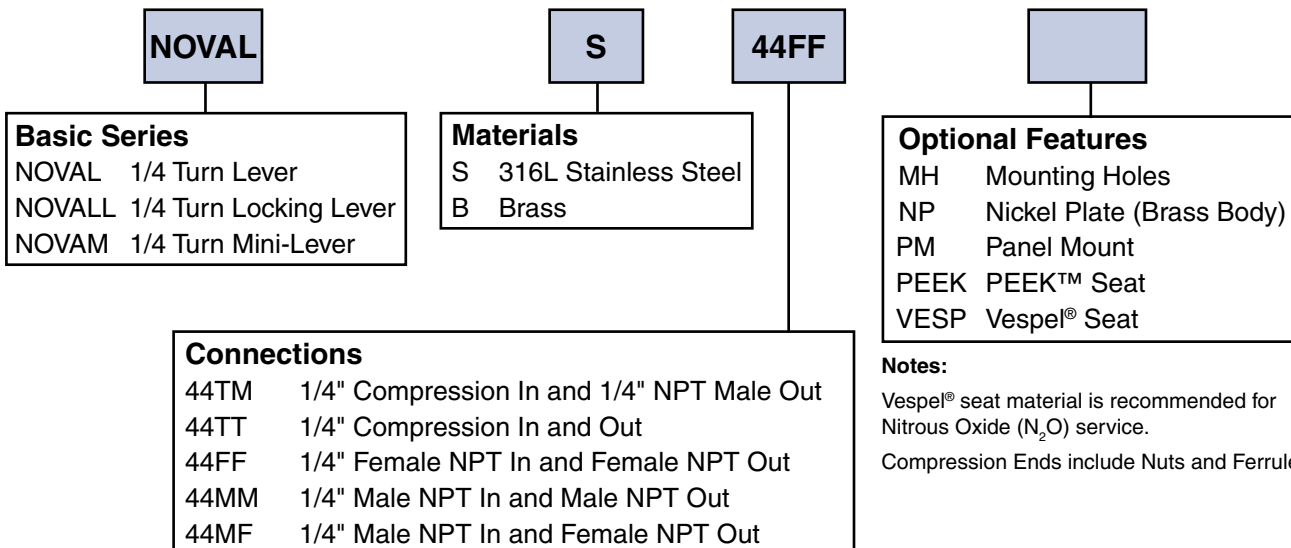 NOVAL S 44FF
Basic Series
NOVAL 1/4 Turn Lever
NOVALL 1/4 Turn Locking Lever
NOVAM 1/4 Turn Mini-Lever
Materials
S 316L Stainless Steel
B Brass
Optional Features
MH Mounting Holes
NP Nickel Plate (Brass Body)
PM Panel Mount
PEEK PEEK™ Seat
VESP Vespel® Seat
Connections
44TM 1/4" Compression In and 1/4" NPT Male Out
44TT 1/4" Compression In and Out
44FF 1/4" Female NPT In and Female NPT Out
44MM 1/4" Male NPT In and Male NPT Out
44MF 1/4" Male NPT In and Female NPT Out
Notes:
Vespel® seat material is recommended for
Nitrous Oxide (N₂O) service.
Compression Ends include Nuts and Ferrule